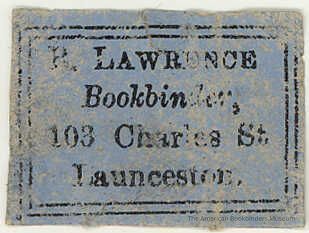 R. LAWRENCE
Bookbinder,
103 Charles St
Launceston.
The American Bookbinders Museum